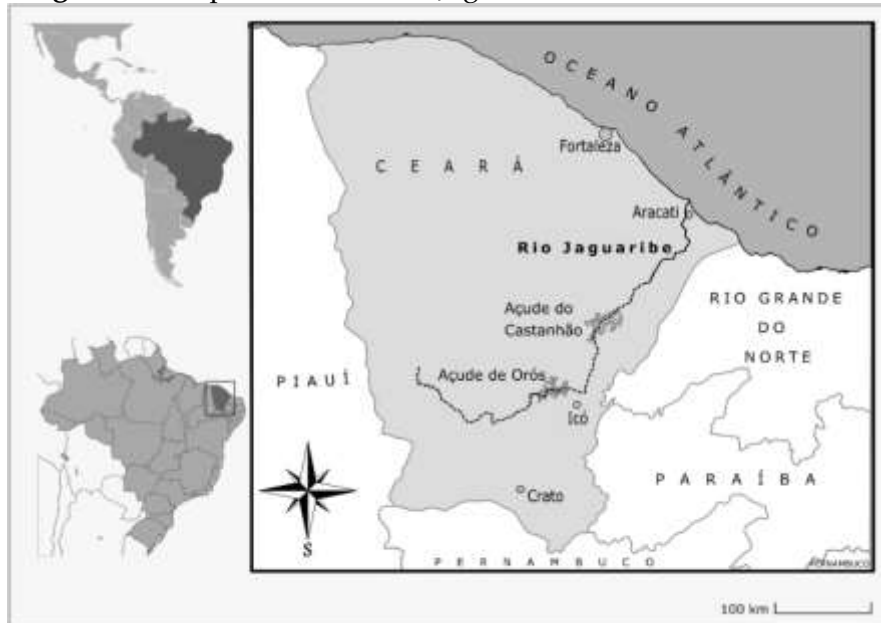 OCEANO ATLÂNTICO
Fortaleza
CEARÁ
Aracati
Rio Jaguaribe
RIO GRANDE
DO
NORTE
Açude do
Castanhão
PIAUÍ
Açude de Orós
Icó
PARAÍBA
Crato
S
PERNAMBUCO
PERNAMBUCO
100 km